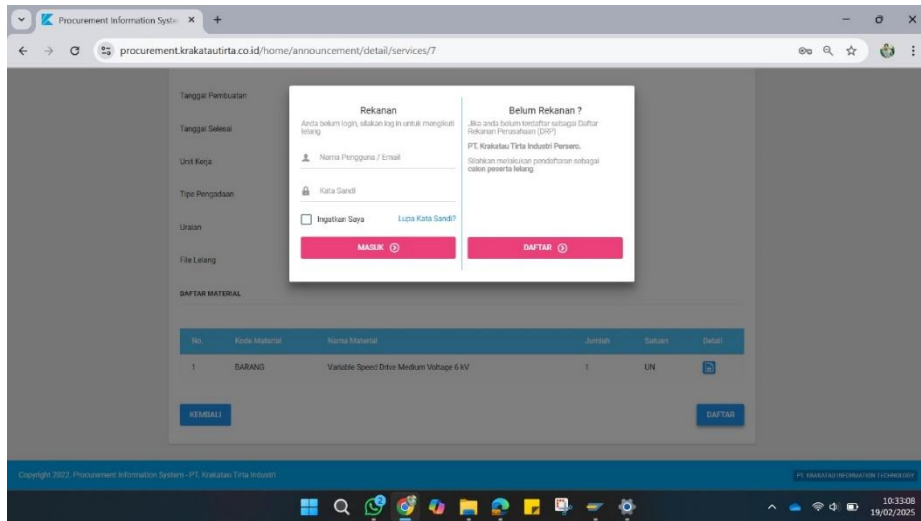 Procurement Information Syste
procurement.krakatautirta.co.id/home/announcement/detail/services/7
Tanggal Pembuatan
Tanggal Selesai
Unit Kerja
Tipe Pengadaan
Uraian
File Lelang
Rekanan
Anda belum login, silakan log in untuk mengikuti
lelang
Nama Pengguna / Email
Kata Sandi
Ingatkan Saya
Lupa Kata Sandi?
MASUK
Belum Rekanan ?
Jika anda belum terdaftar sebagai Daftar
Rekanan Perusahaan (DRP)
PT. Krakatau Tirta Industri Persero.
Silahkan melakukan pendaftaran sebagai
calon peserta lelang.
DAFTAR
DAFTAR MATERIAL
No. Kode Material Nama Material Jumlah Satuan Detail
1 BARANG Variable Speed Drive Medium Voltage 6 kV 1 UN
KEMBALI DAFTAR
Copyright 2022. Procurement Information System - PT. Krakatau Tirta Industri
PT. KRAKATAU INFORMATION TECHNOLOGY
2
10:33:08
19/02/2025